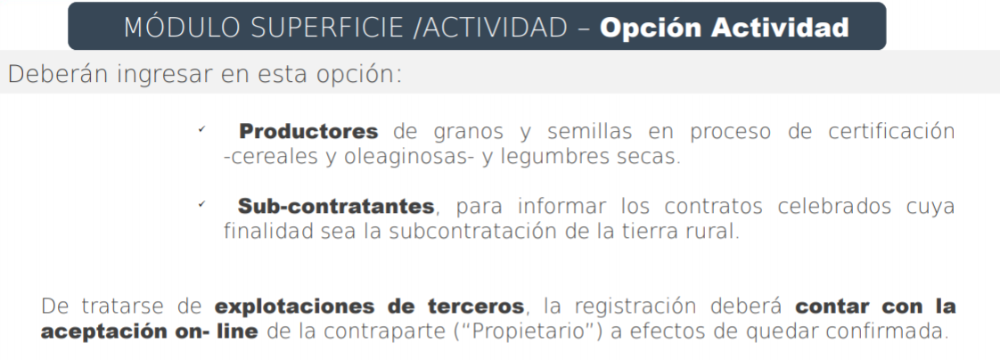 MÓDULO SUPERFICIE /ACTIVIDAD – Opción Actividad
Deberán ingresar en esta opción:
✓ Productores de granos y semillas en proceso de certificación
-cereales y oleaginosas- y legumbres secas.
✓ Sub-contratantes, para informar los contratos celebrados cuya
finalidad sea la subcontratación de la tierra rural.
De tratarse de explotaciones de terceros, la registración deberá contar con la
aceptación on- line de la contraparte (“Propietario”) a efectos de quedar confirmada.